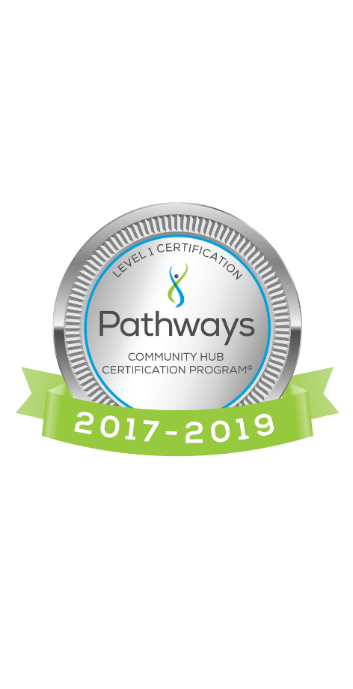 LEVEL 1 CERTIFICATION
Pathways
COMMUNITY HUB
CERTIFICATION PROGRAM®
2017-2019